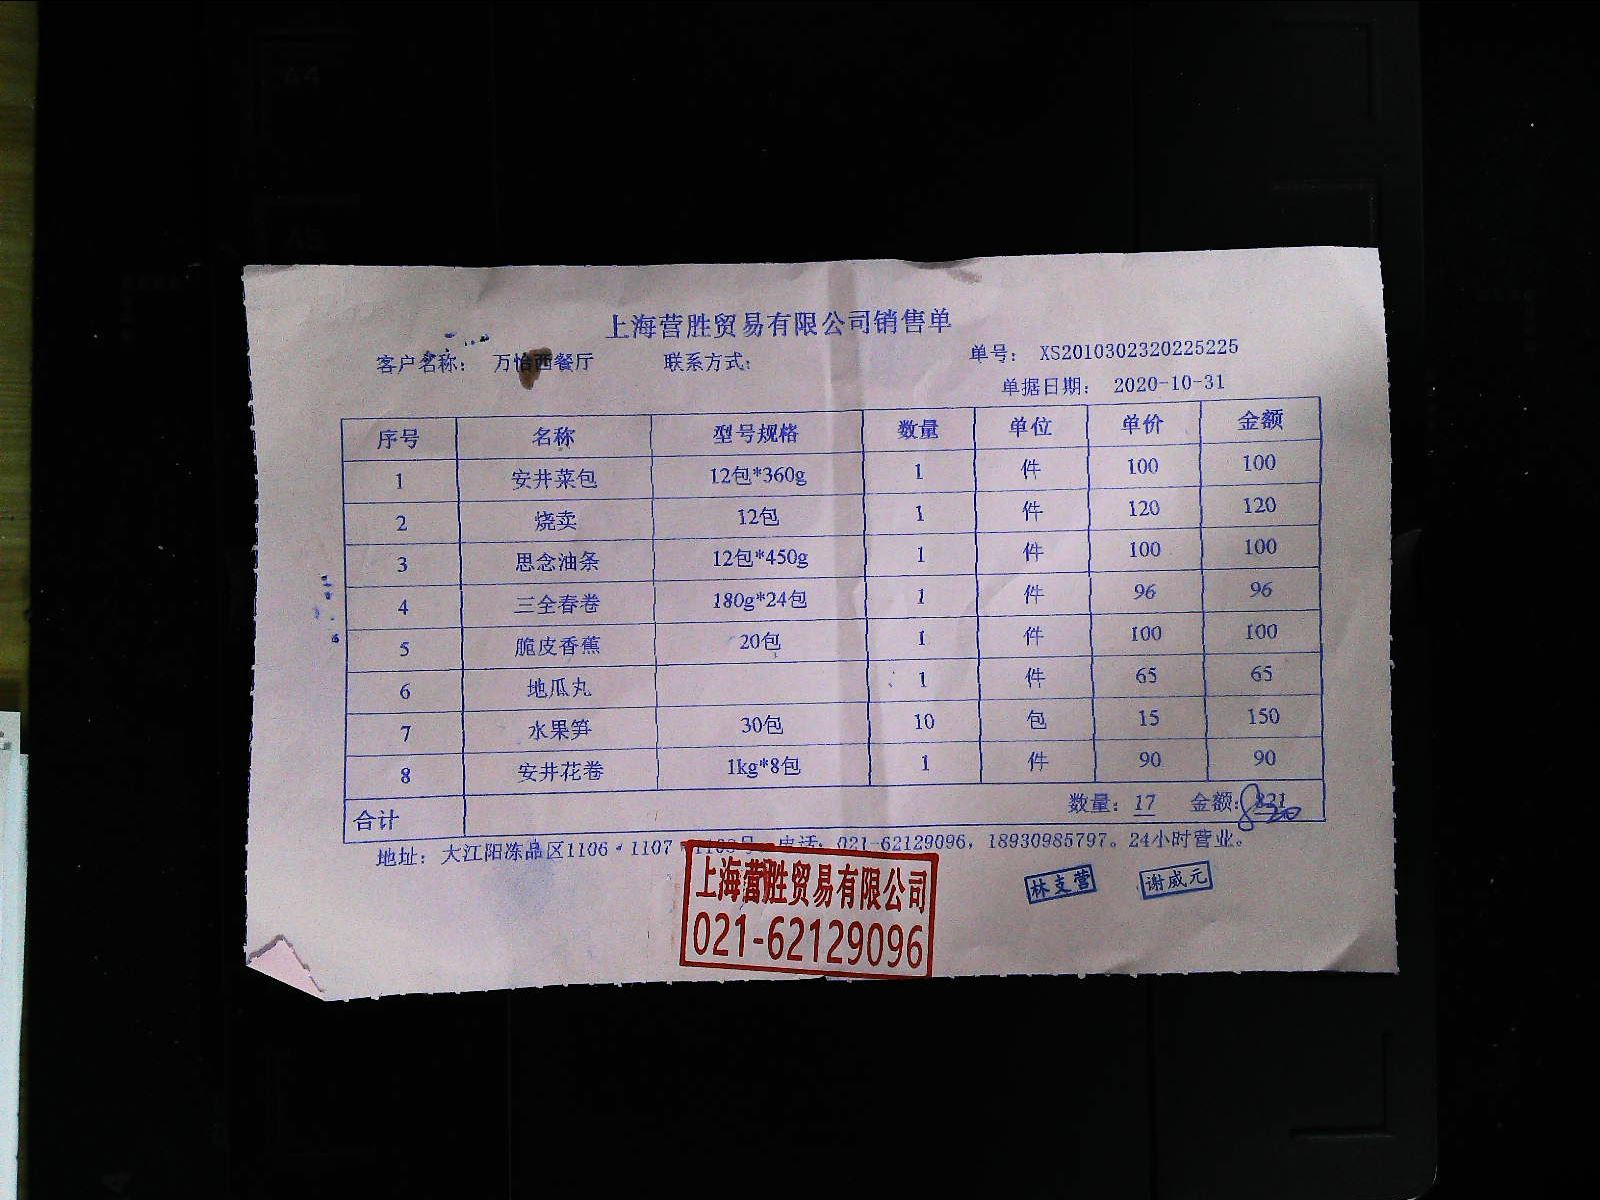 上海营胜贸易有限公司销售单
客户名称： 万怡西餐厅 联系方式： 单号： XS2010302320225225
单据日期： 2020-10-31
序号 名称 型号规格 数量 单位 单价 金额
1 安井菜包 12包*360g 1 件 100 100
2 烧卖 12包 1 件 120 120
3 思念油条 12包*450g 1 件 100 100
4 三全春卷 180g*24包 1 件 96 96
5 脆皮香蕉 20包 1 件 100 100
6 地瓜丸 1 件 65 65
7 水果笋 30包 10 包 15 150
8 安井花卷 1kg*8包 1 件 90 90
合计 数量：17 金额：821
地址：大江阳冻品区1106·1107·1108号 电话：021-62129096，18930985797。24小时营业。
上海营胜贸易有限公司
021-62129096
林支营 谢威元